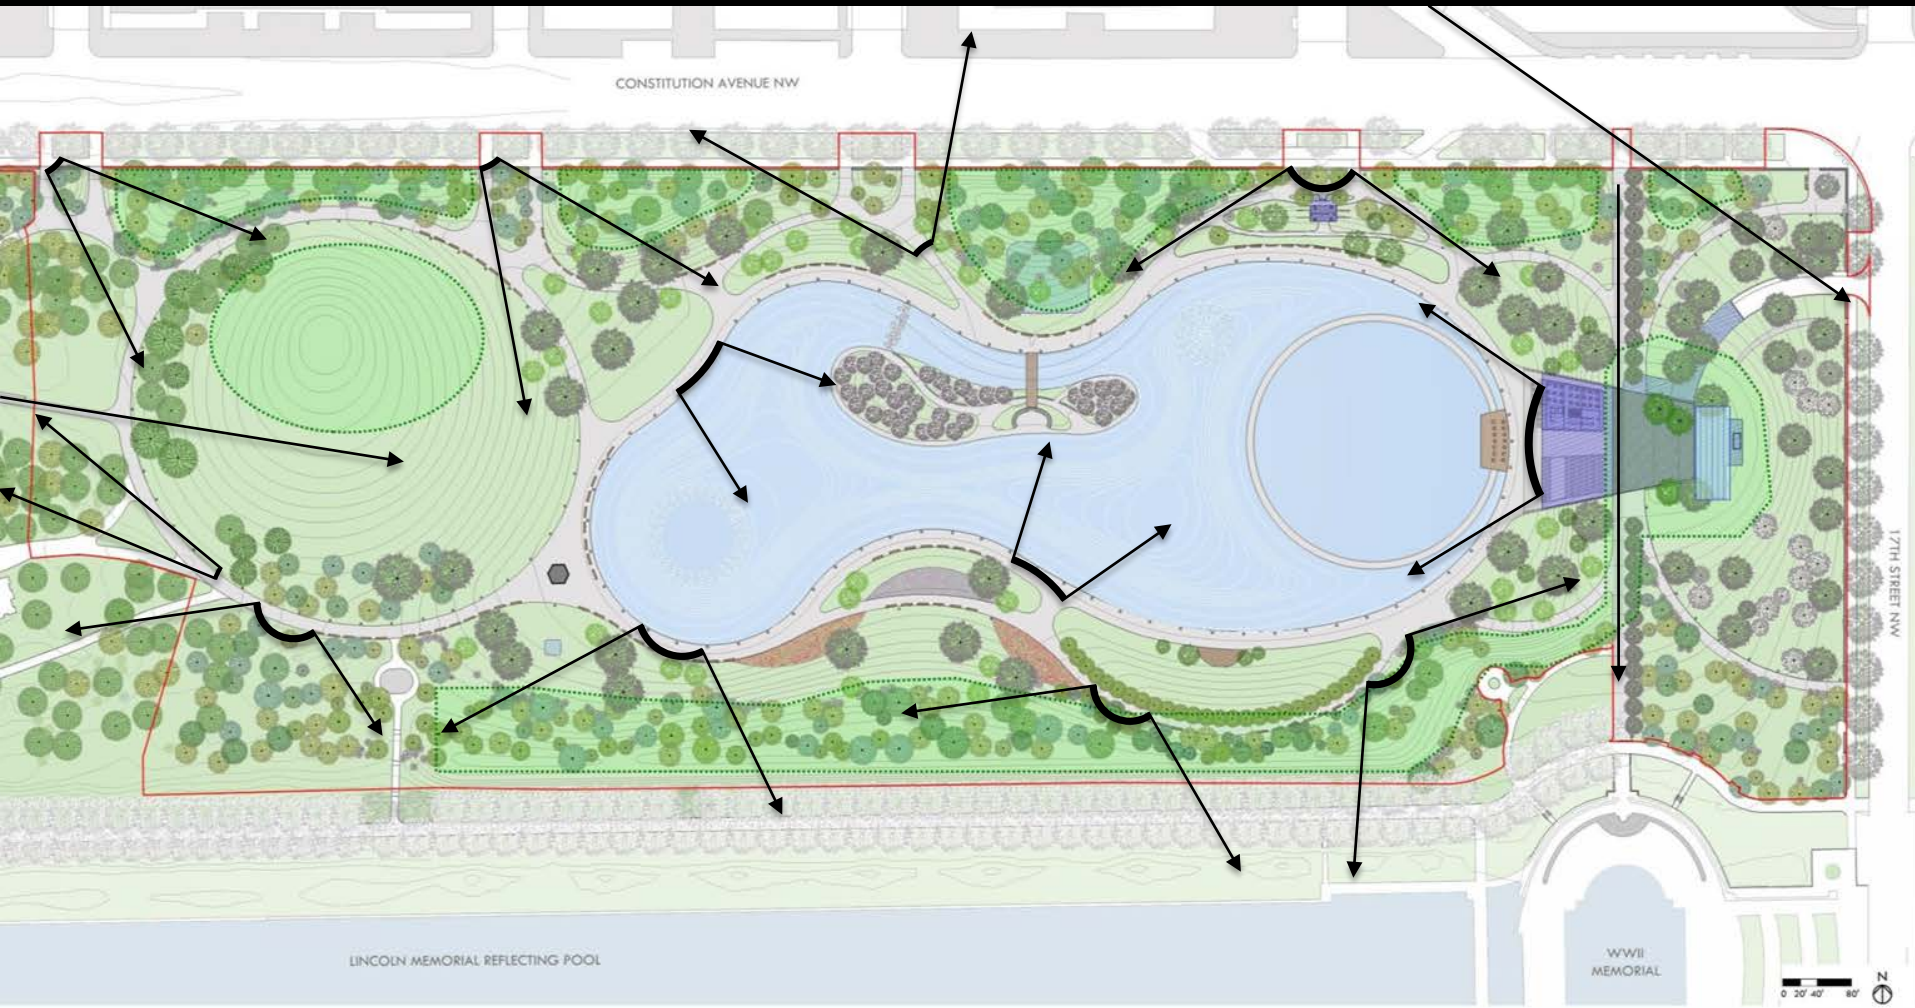 CONSTITUTION AVENUE NW
17TH STREET NW
LINCOLN MEMORIAL REFLECTING POOL
WWII
MEMORIAL
N
0 20' 40' 80'